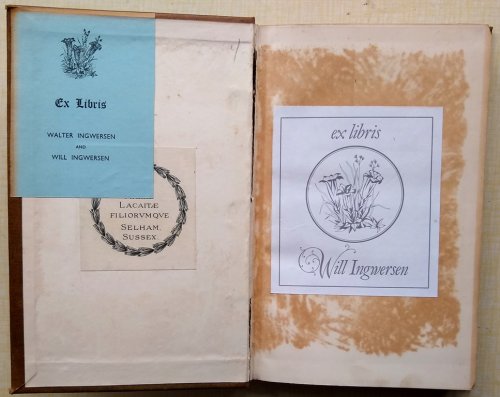 Ex Libris
WALTER INGWERSEN
AND
WILL INGWERSEN
LACAITÆ
FILIORVMQVE
SELHAM,
SUSSEX.
ex libris
Will Ingwersen